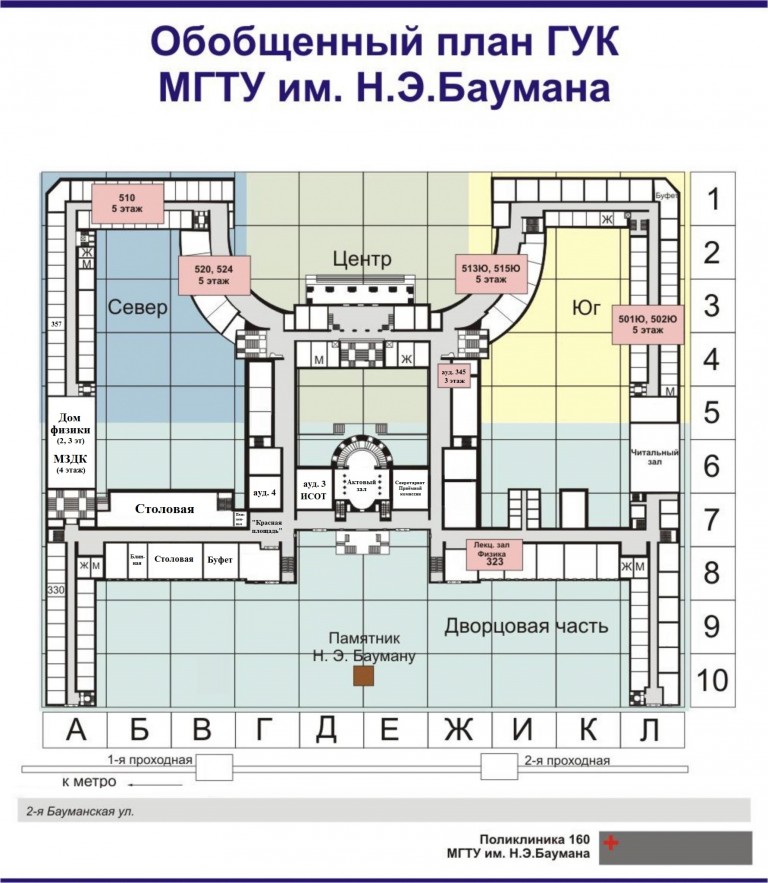 Обобщенный план ГУК
МГТУ им. Н.Э.Баумана
510
5 этаж
Буфет
1
Ж
Ж
М
520, 524
5 этаж
Центр
513Ю, 515Ю
5 этаж
2
Север
Юг
3
357
501Ю, 502Ю
5 этаж
М
Ж
4
ауд. 345
3 этаж
М
5
Дом
физики
(2, 3 эт)
МЗДК
(4 этаж)
Читальный
зал
6
ауд. 4
ауд. 3
ИСОТ
Актовый
зал
Секретариат
Приёмной
комиссии
Столовая
"Красная
площадь"
7
Лекц. зал
Физика
323
Ж М
Столовая
Буфет
Ж М
8
330
Памятник
Н. Э. Бауману
Дворцовая часть
9
10
А Б В Г Д Е Ж И К Л
1-я проходная
2-я проходная
к метро
2-я Бауманская ул.
Поликлиника 160
МГТУ им. Н.Э.Баумана